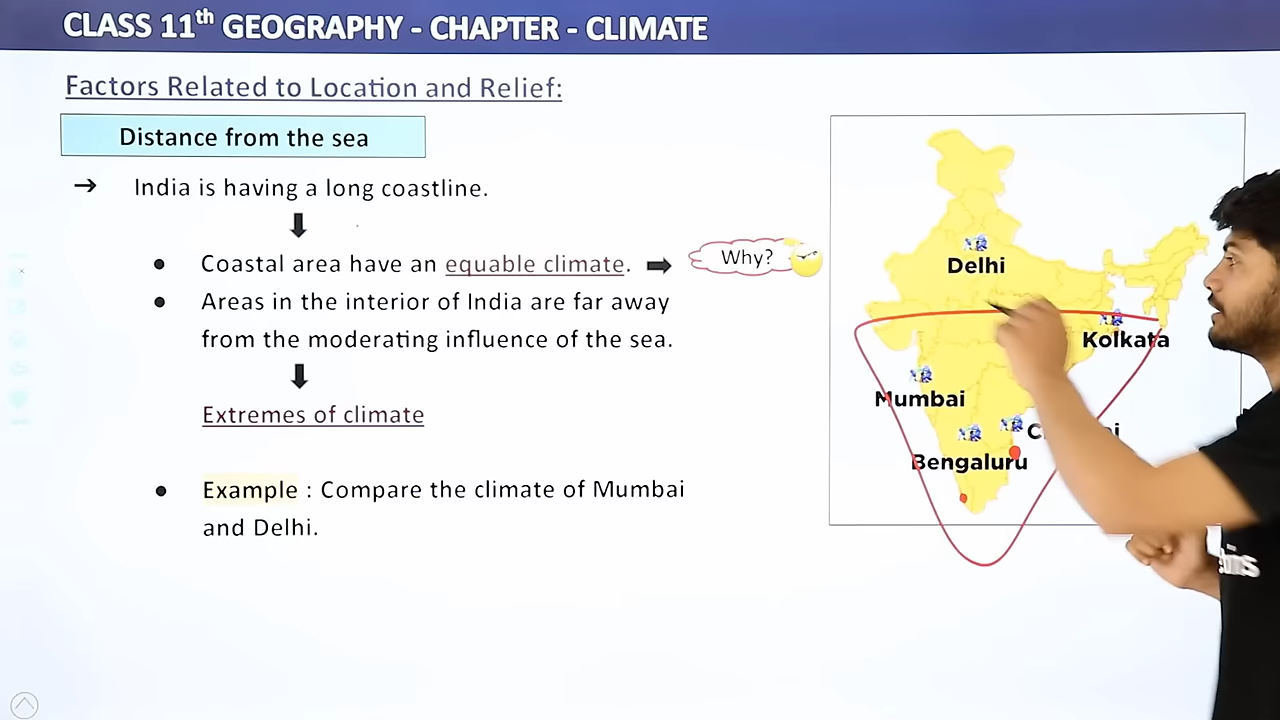 CLASS 11th GEOGRAPHY - CHAPTER - CLIMATE
Factors Related to Location and Relief:
Distance from the sea
→ India is having a long coastline.
● Coastal area have an equable climate. Why?
● Areas in the interior of India are far away
from the moderating influence of the sea.
Extremes of climate
● Example : Compare the climate of Mumbai
and Delhi.
Delhi
Kolkata
Mumbai
Bengaluru